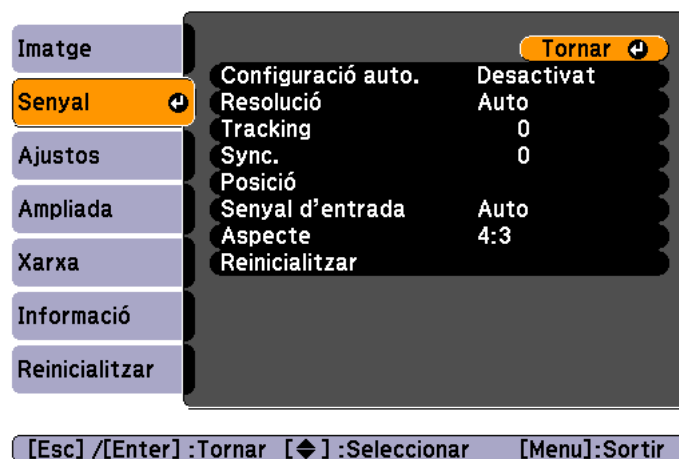 Imatge
Senyal
Ajustos
Ampliada
Xarxa
Informació
Reinicialitzar
Tornar
Configuració auto. Desactivat
Resolució Auto
Tracking 0
Sync. 0
Posició
Senyal d'entrada Auto
Aspecte 4:3
Reinicialitzar
[Esc] /[Enter] :Tornar [◆] :Seleccionar [Menu]:Sortir